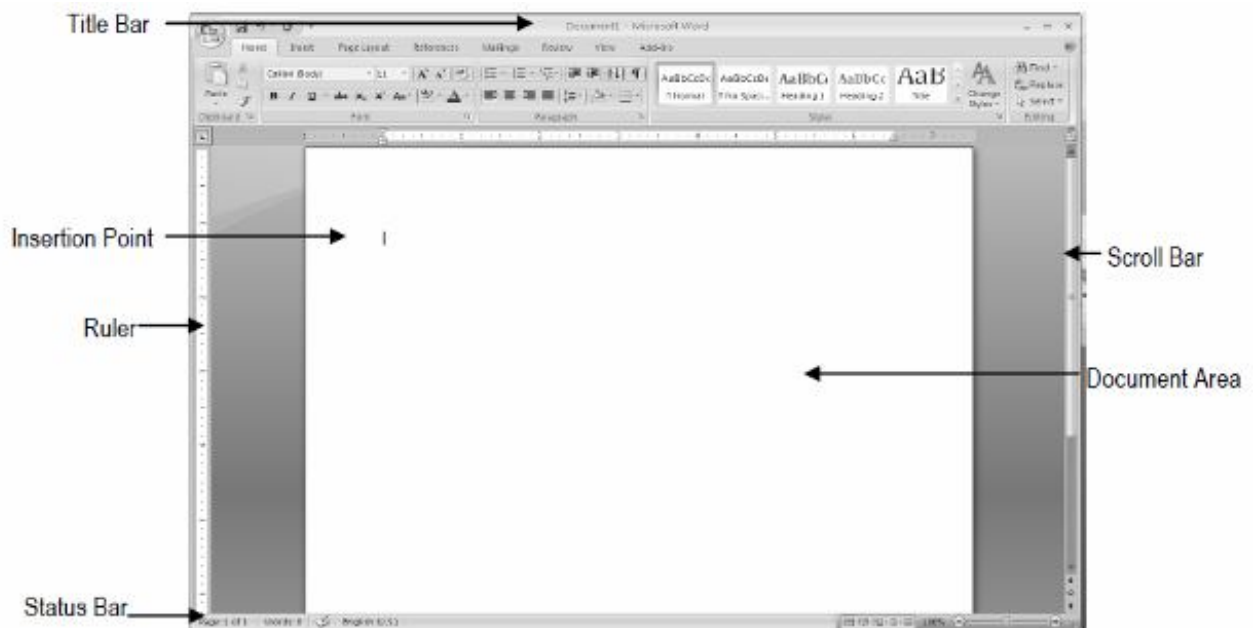 Title Bar
Document1 - Microsoft Word
Home Insert Page Layout References Mailings Review View Add-Ins
Find
Calibri (Body) 11 AaBbCcDc AaBbCcDc AaBbCc AaBbCc AaB Replace
Paste B I U Normal No Spaci... Heading 1 Heading 2 Title Change Styles Select
Clipboard Font Paragraph Styles Editing
Insertion Point
Scroll Bar
Ruler
Document Area
Status Bar
Page 1 of 1 Words: 0 English (U.S.) 100%